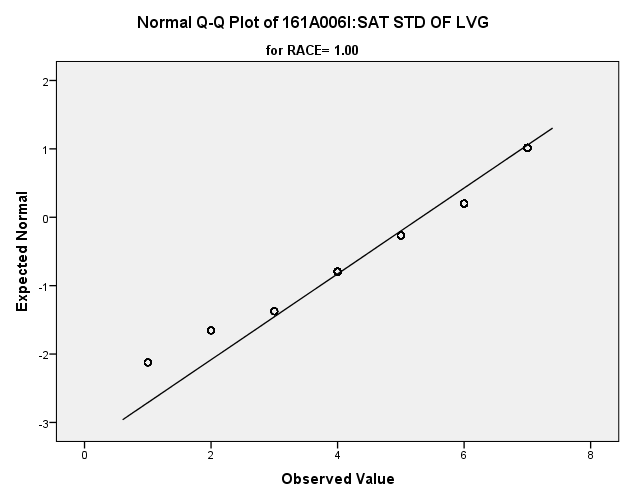 Normal Q-Q Plot of 161A006I:SAT STD OF LVG
for RACE= 1.00
2
1
0
-1
-2
-3
Expected Normal
0 2 4 6 8
Observed Value